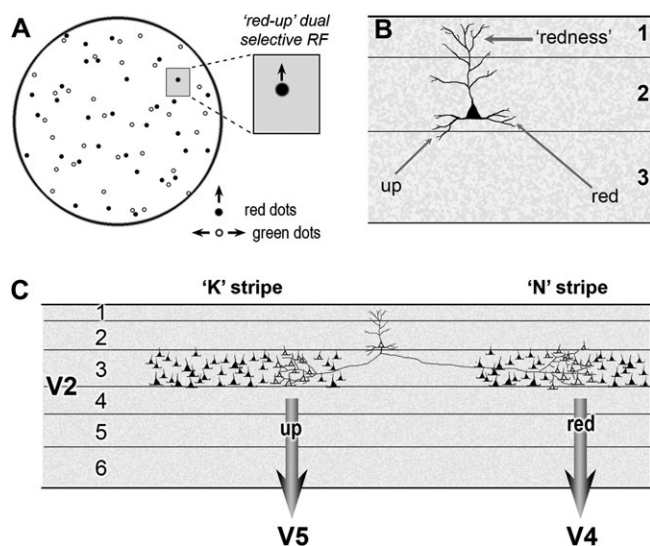 A
'red-up' dual
selective RF
red dots
green dots
B
'redness'
1
2
3
up
red
C
'K' stripe
'N' stripe
1
2
3
V2
4
5
6
up
red
V5
V4